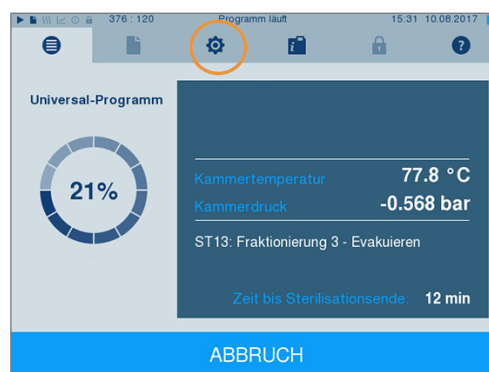 376 : 120 Programm läuft 15:31 10.08.2017
Universal-Programm
21%
Kammertemperatur 77.8 °C
Kammerdruck -0.568 bar
ST13: Fraktionierung 3 - Evakuieren
Zeit bis Sterilisationsende: 12 min
ABBRUCH